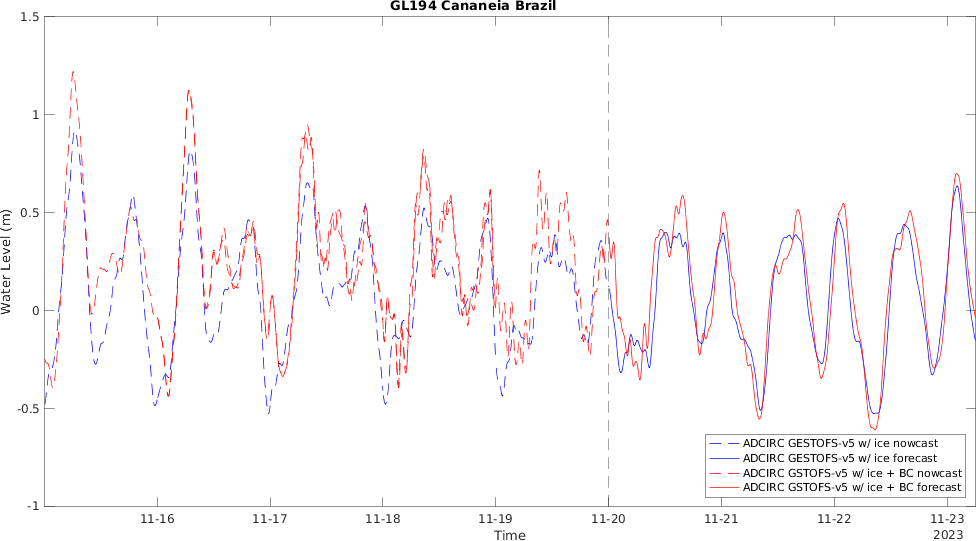 GL194 Cananeia Brazil
1.5
1
0.5
0
-0.5
-1
Water Level (m)
11-16 11-17 11-18 11-19 11-20 11-21 11-22 11-23
Time
2023
ADCIRC GESTOFS-v5 w/ ice nowcast
ADCIRC GESTOFS-v5 w/ ice forecast
ADCIRC GSTOFS-v5 w/ ice + BC nowcast
ADCIRC GSTOFS-v5 w/ ice + BC forecast